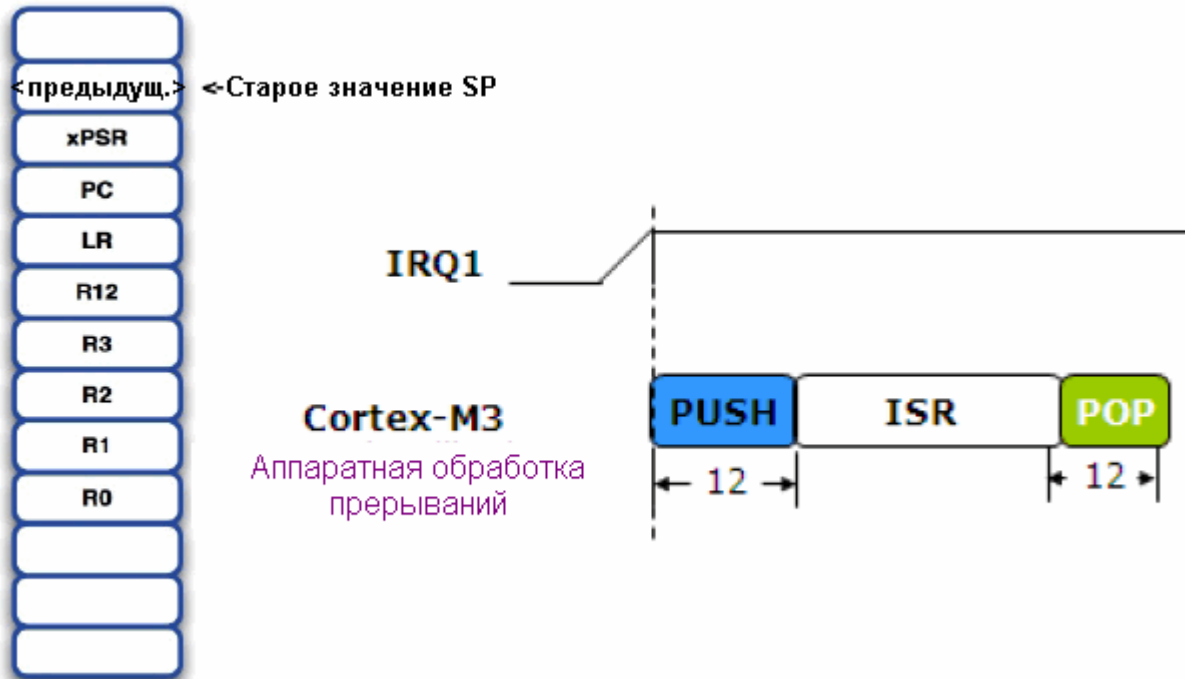 <предыдущ.> <-Старое значение SP
xPSR
PC
LR
R12
R3
R2
R1
R0
IRQ1
Cortex-M3
Аппаратная обработка
прерываний
PUSH ISR POP
12 12